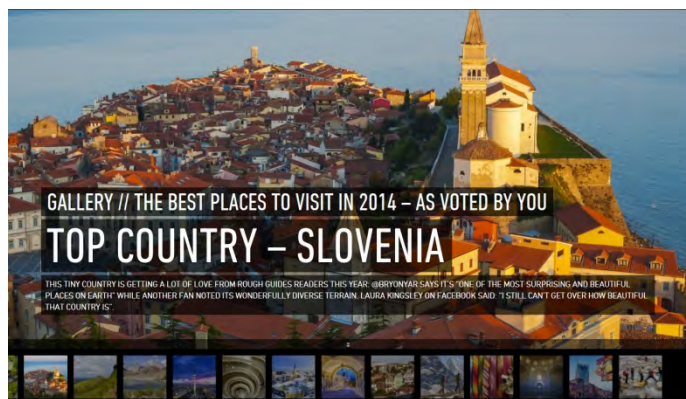 GALLERY // THE BEST PLACES TO VISIT IN 2014 – AS VOTED BY YOU
TOP COUNTRY – SLOVENIA
THIS TINY COUNTRY IS GETTING A LOT OF LOVE FROM ROUGH GUIDES READERS THIS YEAR: @BRYONYAR SAYS IT'S "ONE OF THE MOST SURPRISING AND BEAUTIFUL
PLACES ON EARTH" WHILE ANOTHER FAN NOTED ITS WONDERFULLY DIVERSE TERRAIN. LAURA KINGSLEY ON FACEBOOK SAID: "I STILL CAN'T GET OVER HOW BEAUTIFUL
THAT COUNTRY IS".